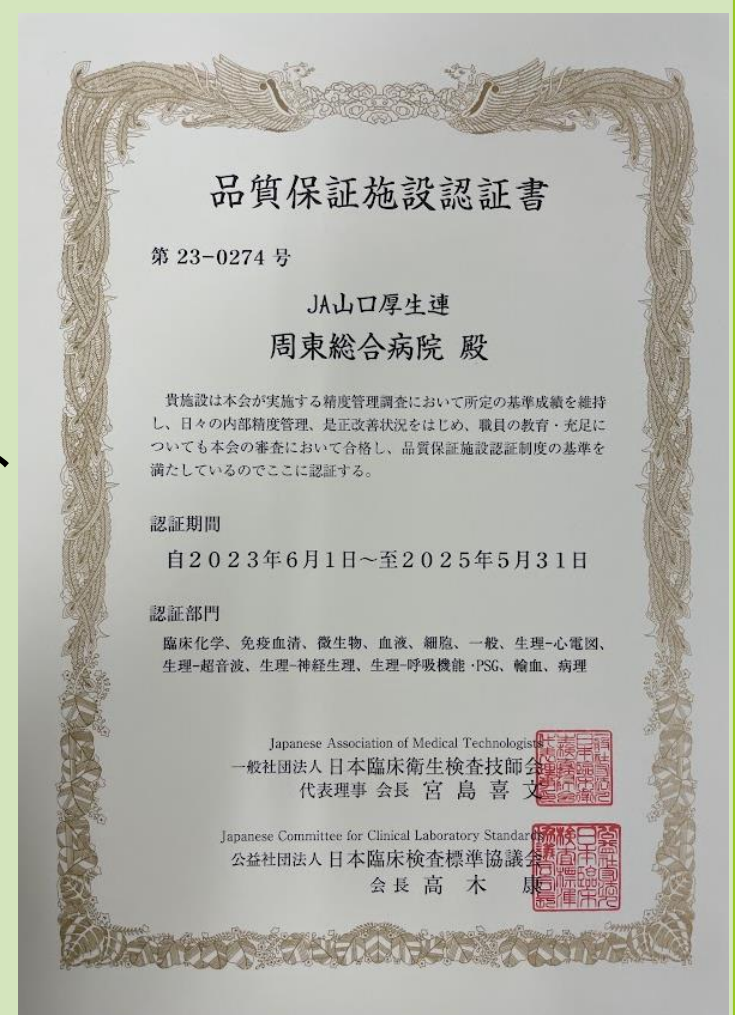 品質保証施設認証書
第 23-0274 号
JA山口厚生連
周東総合病院 殿
貴施設は本会が実施する精度管理調査において所定の基準成績を維持
し、日々の内部精度管理、是正改善状況をはじめ、職員の教育・充足に
ついても本会の審査において合格し、品質保証施設認証制度の基準を
満たしているのでここに認証する。
認証期間
自2023年6月1日～至2025年5月31日
認証部門
臨床化学、免疫血清、微生物、血液、細胞、一般、生理-心電図、
生理-超音波、生理-神経生理、生理-呼吸機能・PSG、輸血、病理
Japanese Association of Medical Technologists
一般社団法人 日本臨床衛生検査技師会
代表理事 会長 宮島喜文
Japanese Committee for Clinical Laboratory Standards
公益社団法人 日本臨床検査標準協議会
会長 高木 康